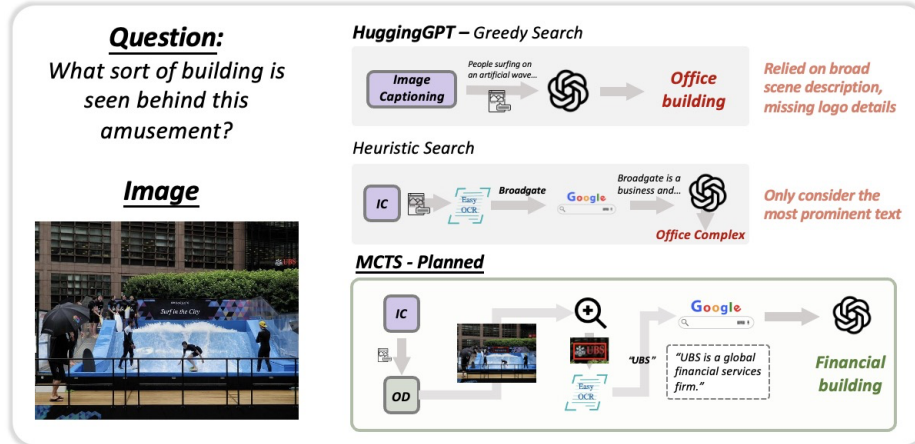 Question:
What sort of building is
seen behind this
amusement?
Image
UBS
Surf in the City
HuggingGPT – Greedy Search
Image
Captioning
People surfing on
an artificial wave...
Office
building
Relied on broad
scene description,
missing logo details
Heuristic Search
IC
Easy
OCR
Broadgate
Google
Broadgate is a
business and...
Office Complex
Only consider the
most prominent text
MCTS - Planned
IC
OD
UBS
Easy
OCR
"UBS"
Google
"UBS is a global
financial services
firm."
Financial
building